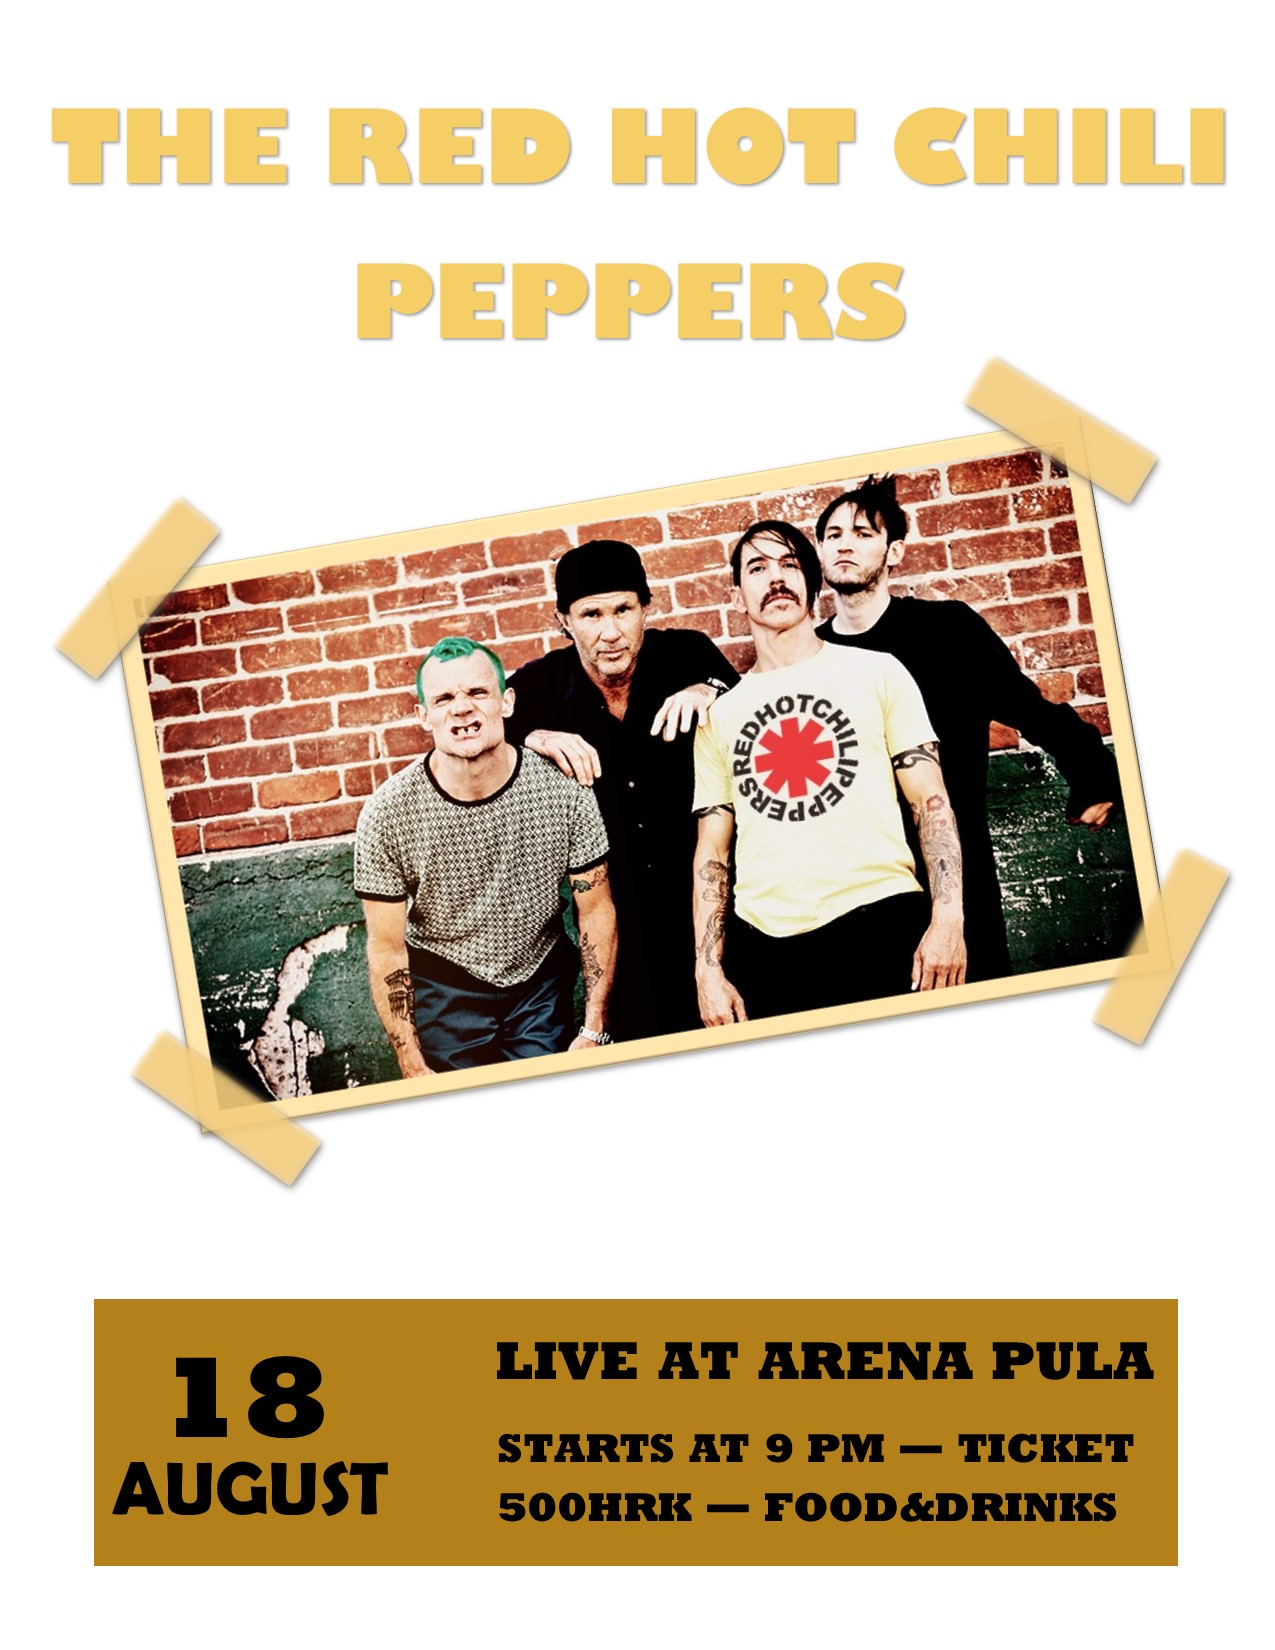 THE RED HOT CHILI
PEPPERS
REDHOTCHILIPEPPERS
18
AUGUST
LIVE AT ARENA PULA
STARTS AT 9 PM — TICKET
500HRK — FOOD&DRINKS